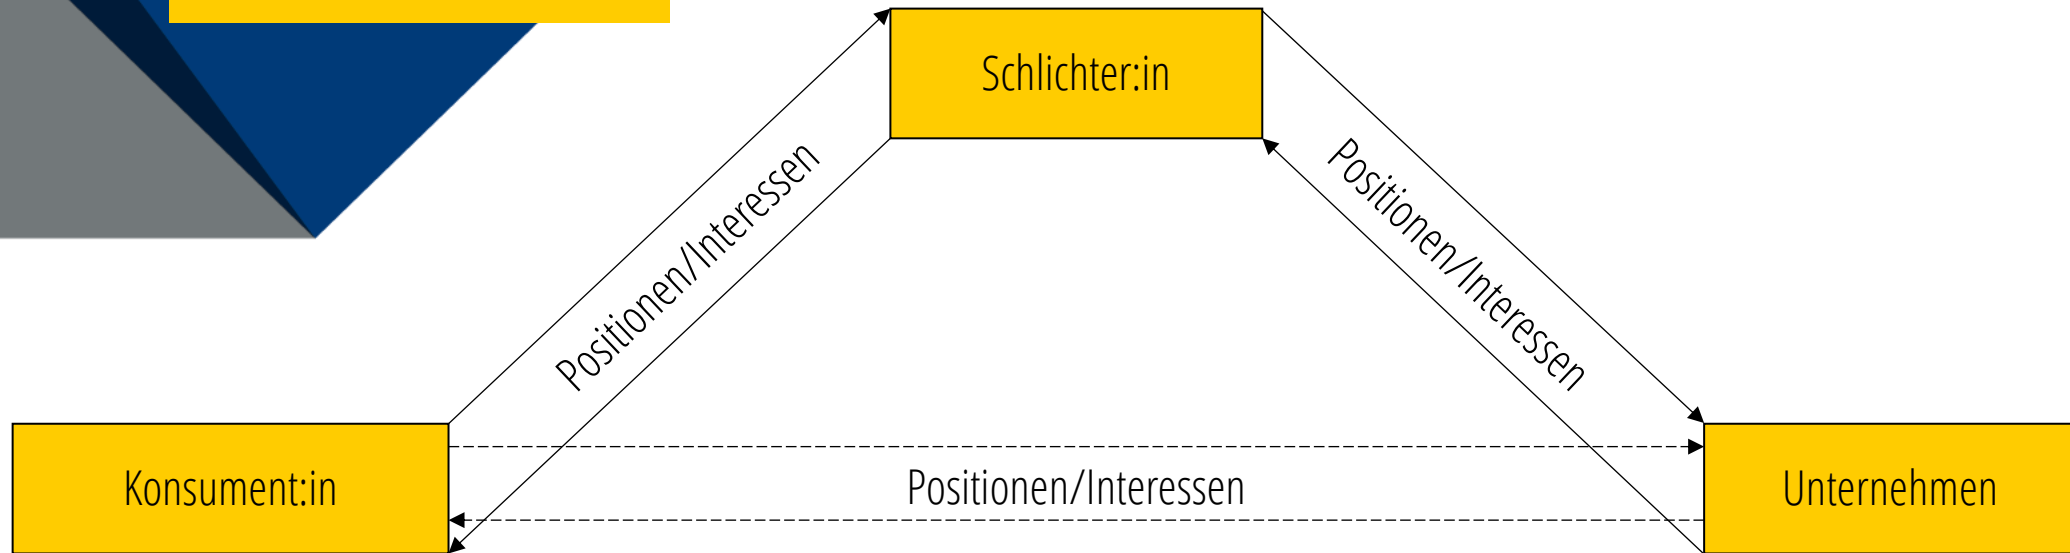 Schlichter:in
Positionen/Interessen
Positionen/Interessen
Konsument:in
Positionen/Interessen
Unternehmen